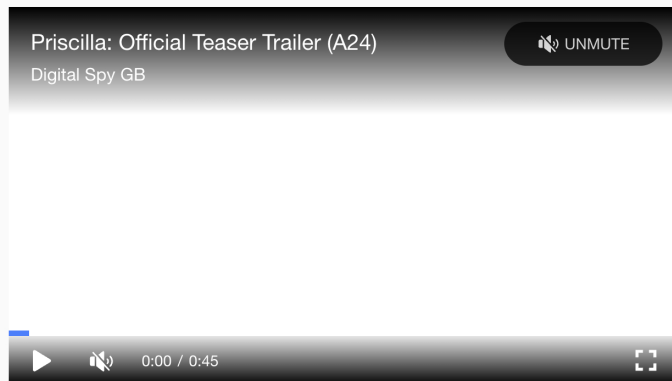 Priscilla: Official Teaser Trailer (A24)
UNMUTE
Digital Spy GB
0:00 / 0:45